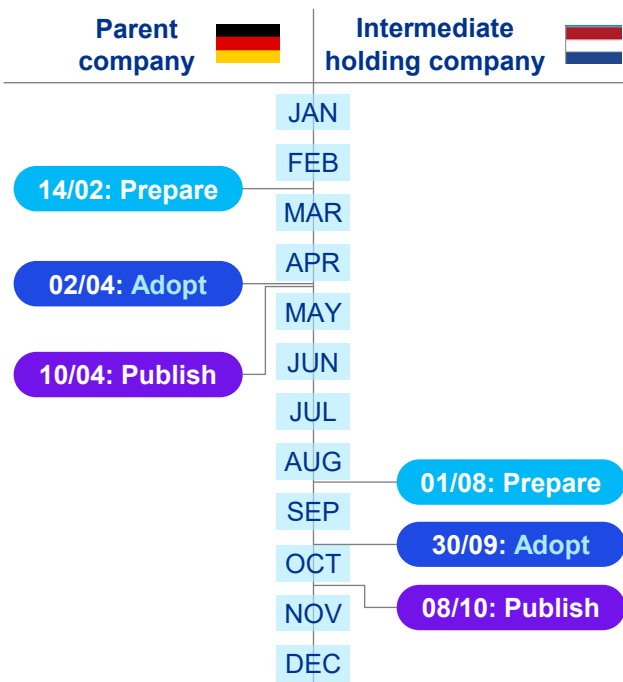 Parent
company
Intermediate
holding company
JAN
FEB
14/02: Prepare
MAR
APR
02/04: Adopt
MAY
JUN
10/04: Publish
JUL
AUG
01/08: Prepare
SEP
30/09: Adopt
OCT
08/10: Publish
NOV
DEC